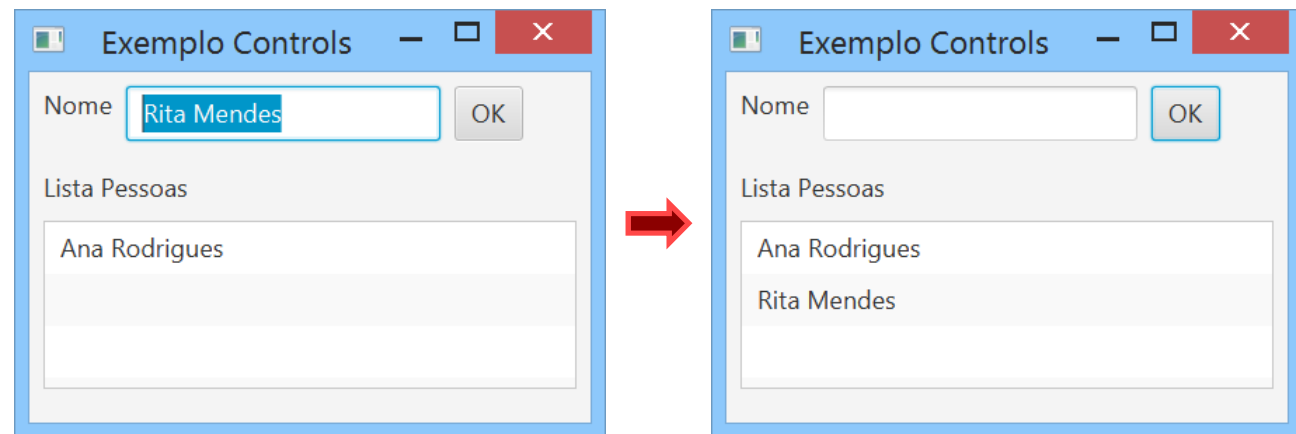 Exemplo Controls
Nome Rita Mendes OK
Lista Pessoas
Ana Rodrigues
Exemplo Controls
Nome OK
Lista Pessoas
Ana Rodrigues
Rita Mendes